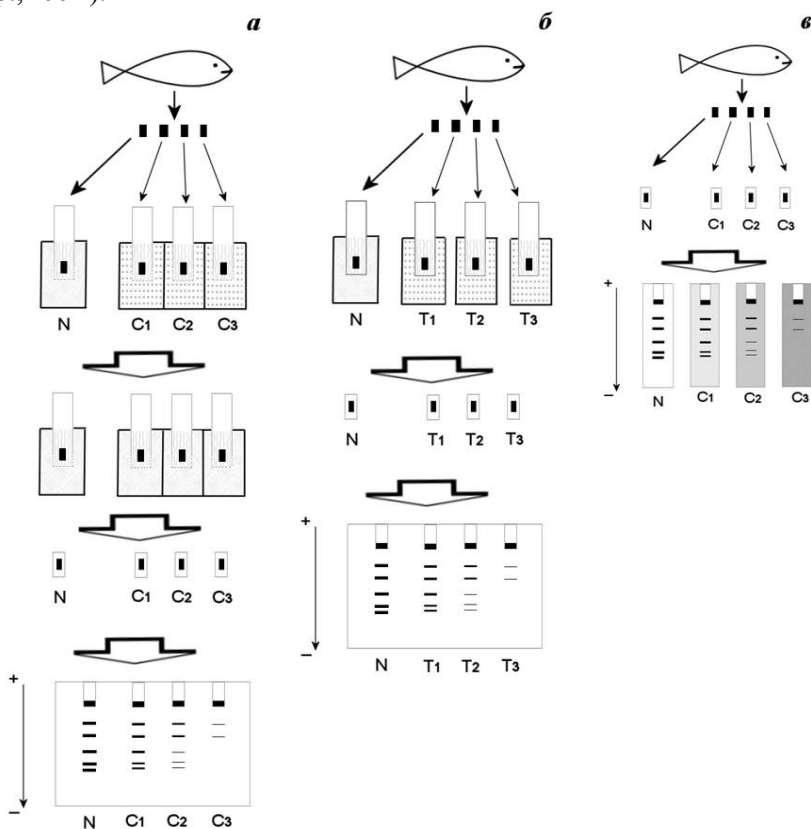 а
N C1 C2 C3
N C1 C2 C3
+
–
N C1 C2 C3
б
N T1 T2 T3
N T1 T2 T3
+
–
N T1 T2 T3
в
N C1 C2 C3
+
–
N C1 C2 C3